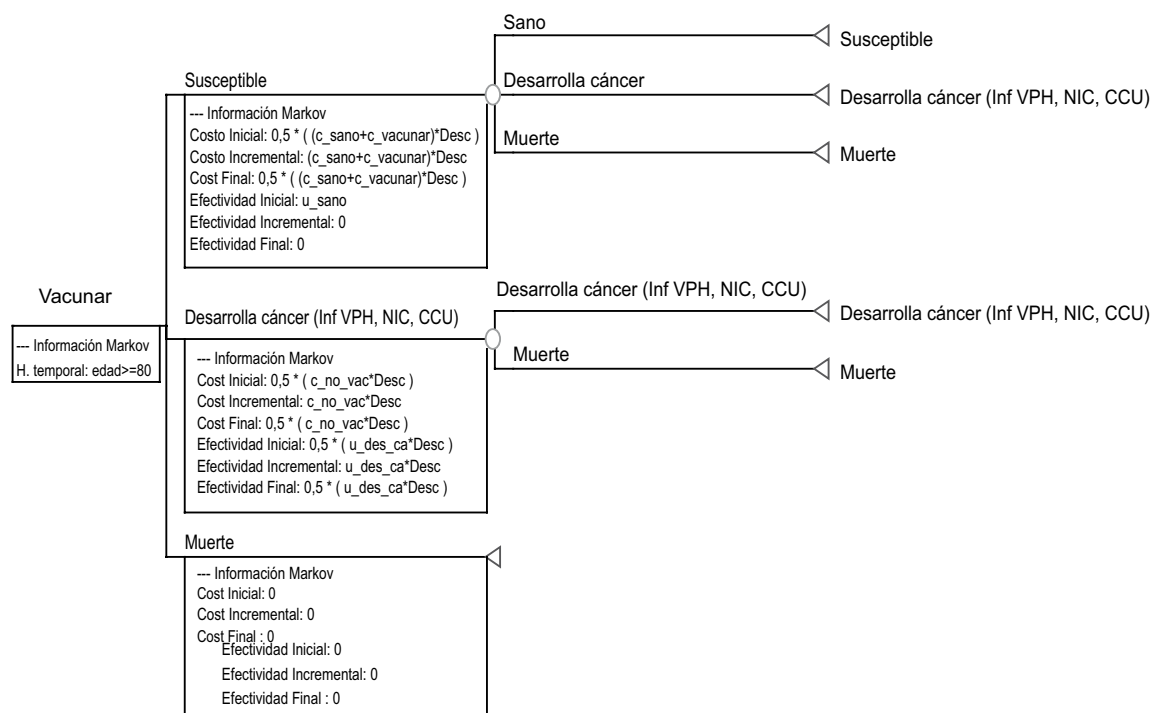 Sano
Susceptible
Susceptible
Desarrolla cáncer
Desarrolla cáncer (Inf VPH, NIC, CCU)
--- Información Markov
Costo Inicial: 0,5 * ( (c_sano+c_vacunar)*Desc )
Costo Incremental: (c_sano+c_vacunar)*Desc
Cost Final: 0,5 * ( (c_sano+c_vacunar)*Desc )
Efectividad Inicial: u_sano
Efectividad Incremental: 0
Efectividad Final: 0
Muerte
Muerte
Vacunar
--- Información Markov
H. temporal: edad>=80
Desarrolla cáncer (Inf VPH, NIC, CCU)
Desarrolla cáncer (Inf VPH, NIC, CCU)
Desarrolla cáncer (Inf VPH, NIC, CCU)
--- Información Markov
Cost Inicial: 0,5 * ( c_no_vac*Desc )
Cost Incremental: c_no_vac*Desc
Cost Final: 0,5 * ( c_no_vac*Desc )
Efectividad Inicial: 0,5 * ( u_des_ca*Desc )
Efectividad Incremental: u_des_ca*Desc
Efectividad Final: 0,5 * ( u_des_ca*Desc )
Muerte
Muerte
Muerte
--- Información Markov
Cost Inicial: 0
Cost Incremental: 0
Cost Final : 0
Efectividad Inicial: 0
Efectividad Incremental: 0
Efectividad Final : 0